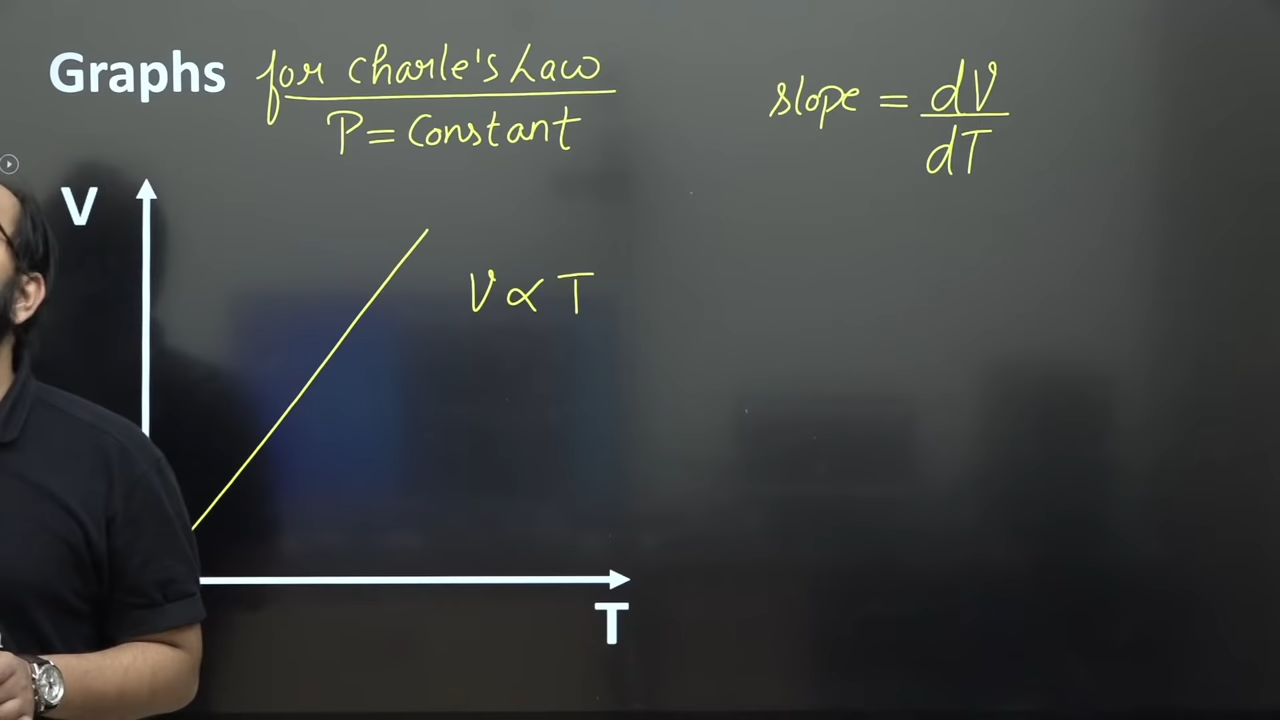 Graphs for Charle's Law
P = Constant
slope = dV
dT
V
V ∝ T
T